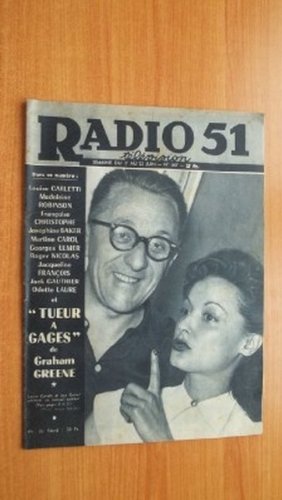 RADIO 51
télévision
Dans ce numéro :
Louise CARLETTI
Madeleine
ROBINSON
Françoise
CHRISTOPHE
Joséphine BAKER
Martine CAROL
Georges ULMER
Roger NICOLAS
Jacqueline
FRANÇOIS
Jack GAUTHIER
Odette LAURE
et
"TUEUR
A
GAGES"
de
Graham
GREENE